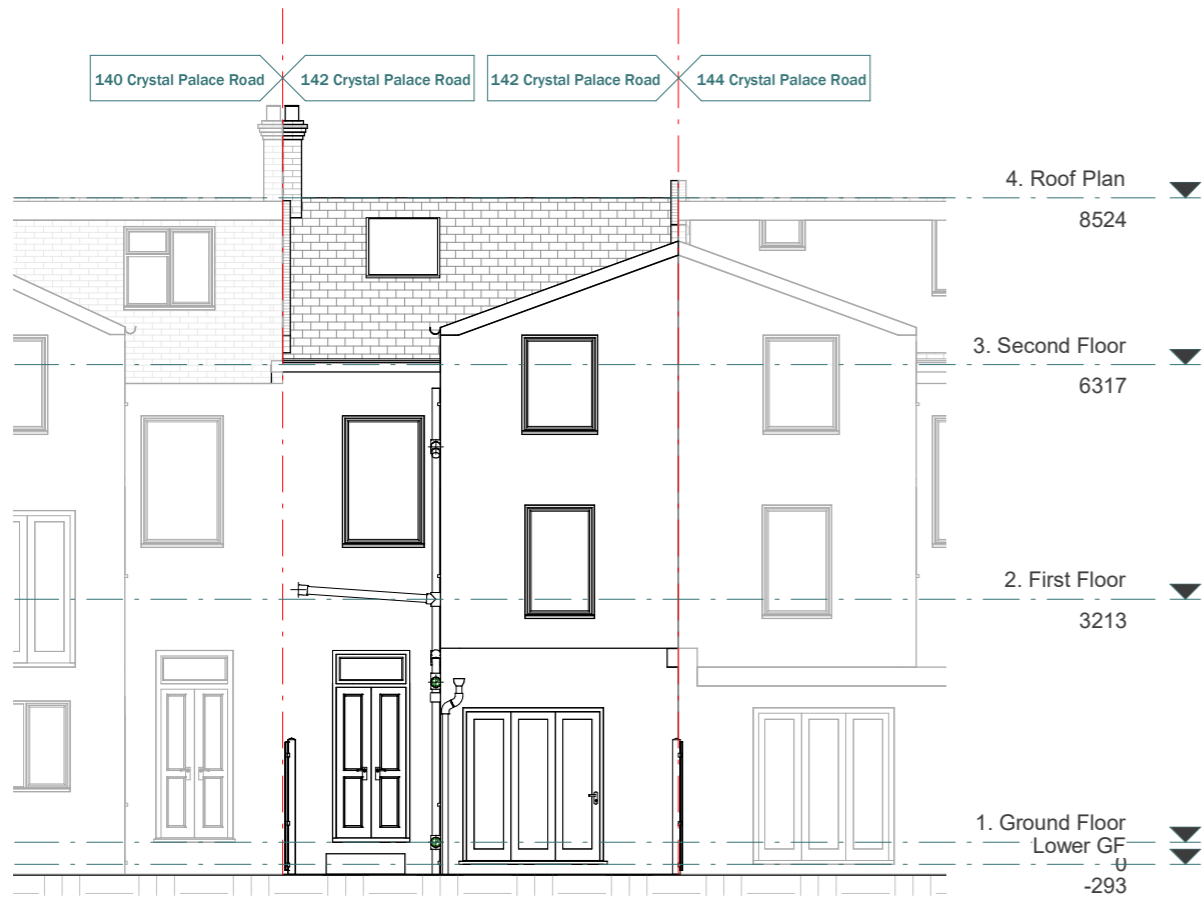 140 Crystal Palace Road
142 Crystal Palace Road
142 Crystal Palace Road
144 Crystal Palace Road
4. Roof Plan
8524
3. Second Floor
6317
2. First Floor
3213
1. Ground Floor
Lower GF
0
-293